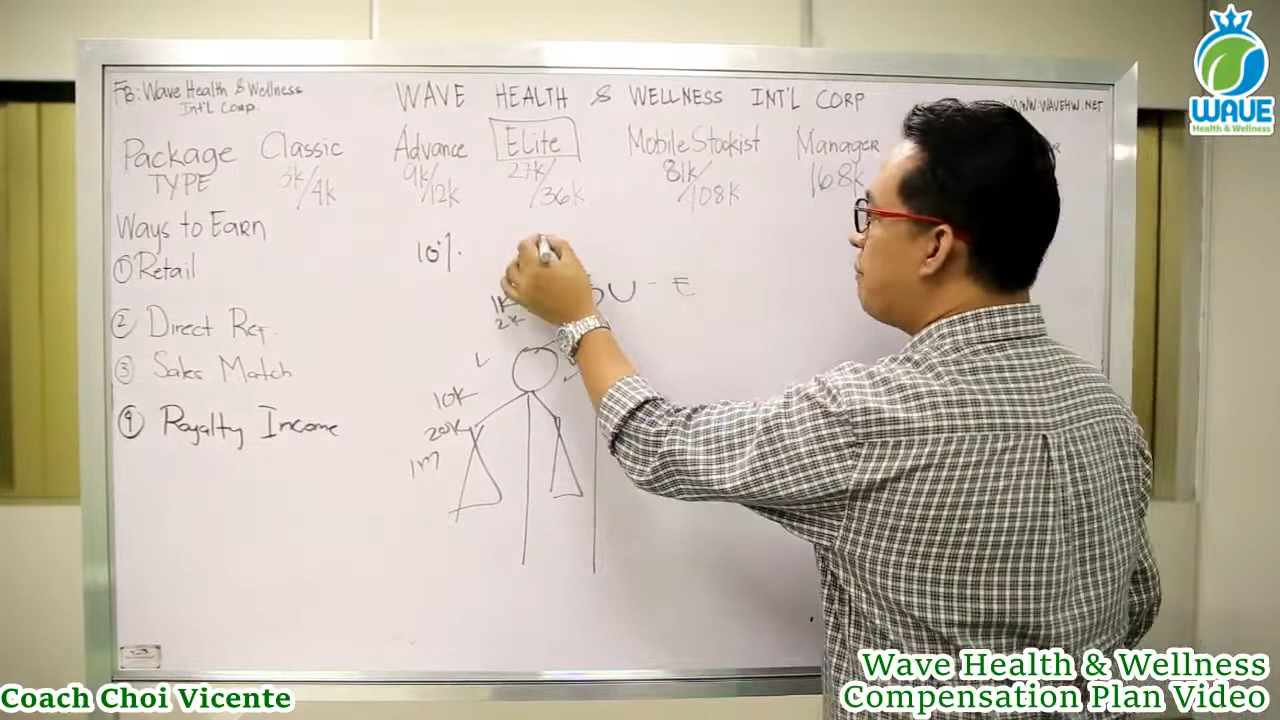 FB: Wave Health & Wellness
Int'l Corp.
WAVE HEALTH & WELLNESS INT'L CORP
WWW.WAVEHW.NET
WAVE
Health & Wellness
Package TYPE
Classic 3k/4k
Advance 9k/12k
Elite 27k/36k
Mobile Stockist 81k/108k
Manager 168k
Ways to Earn
① Retail
10%
② Direct Ref.
③ Sales Match
④ Royalty Income
U - E
1k
2k
L
10k
20k
1m
Coach Choi Vicente
Wave Health & Wellness
Compensation Plan Video